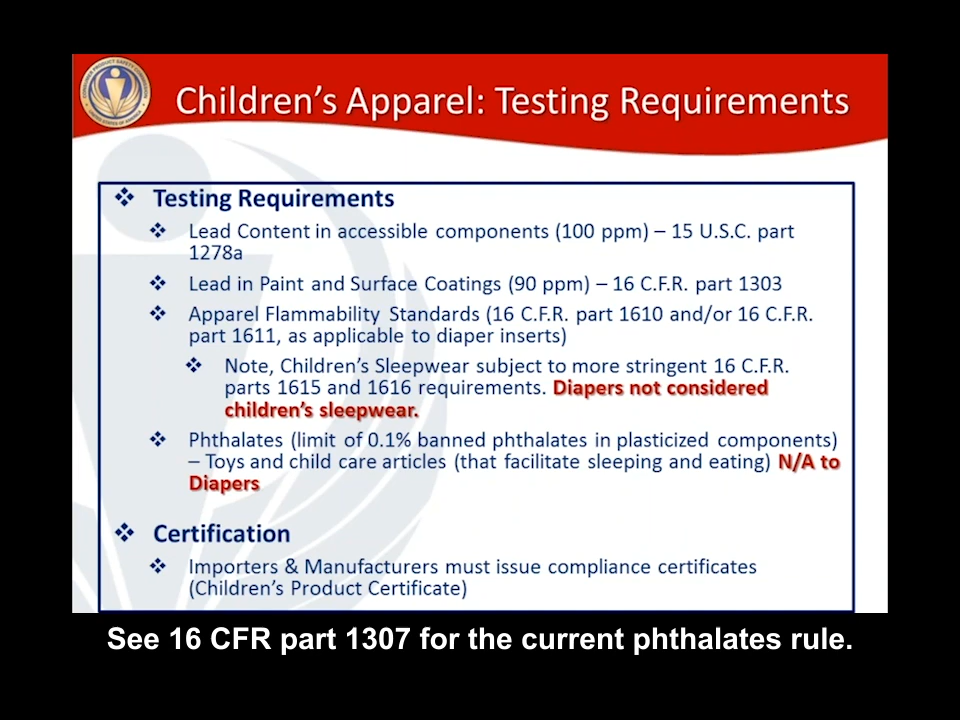 Children's Apparel: Testing Requirements
❖ Testing Requirements
❖ Lead Content in accessible components (100 ppm) – 15 U.S.C. part
1278a
❖ Lead in Paint and Surface Coatings (90 ppm) – 16 C.F.R. part 1303
❖ Apparel Flammability Standards (16 C.F.R. part 1610 and/or 16 C.F.R.
part 1611, as applicable to diaper inserts)
❖ Note, Children's Sleepwear subject to more stringent 16 C.F.R.
parts 1615 and 1616 requirements. Diapers not considered
children's sleepwear.
❖ Phthalates (limit of 0.1% banned phthalates in plasticized components)
– Toys and child care articles (that facilitate sleeping and eating) N/A to
Diapers
❖ Certification
❖ Importers & Manufacturers must issue compliance certificates
(Children's Product Certificate)
See 16 CFR part 1307 for the current phthalates rule.